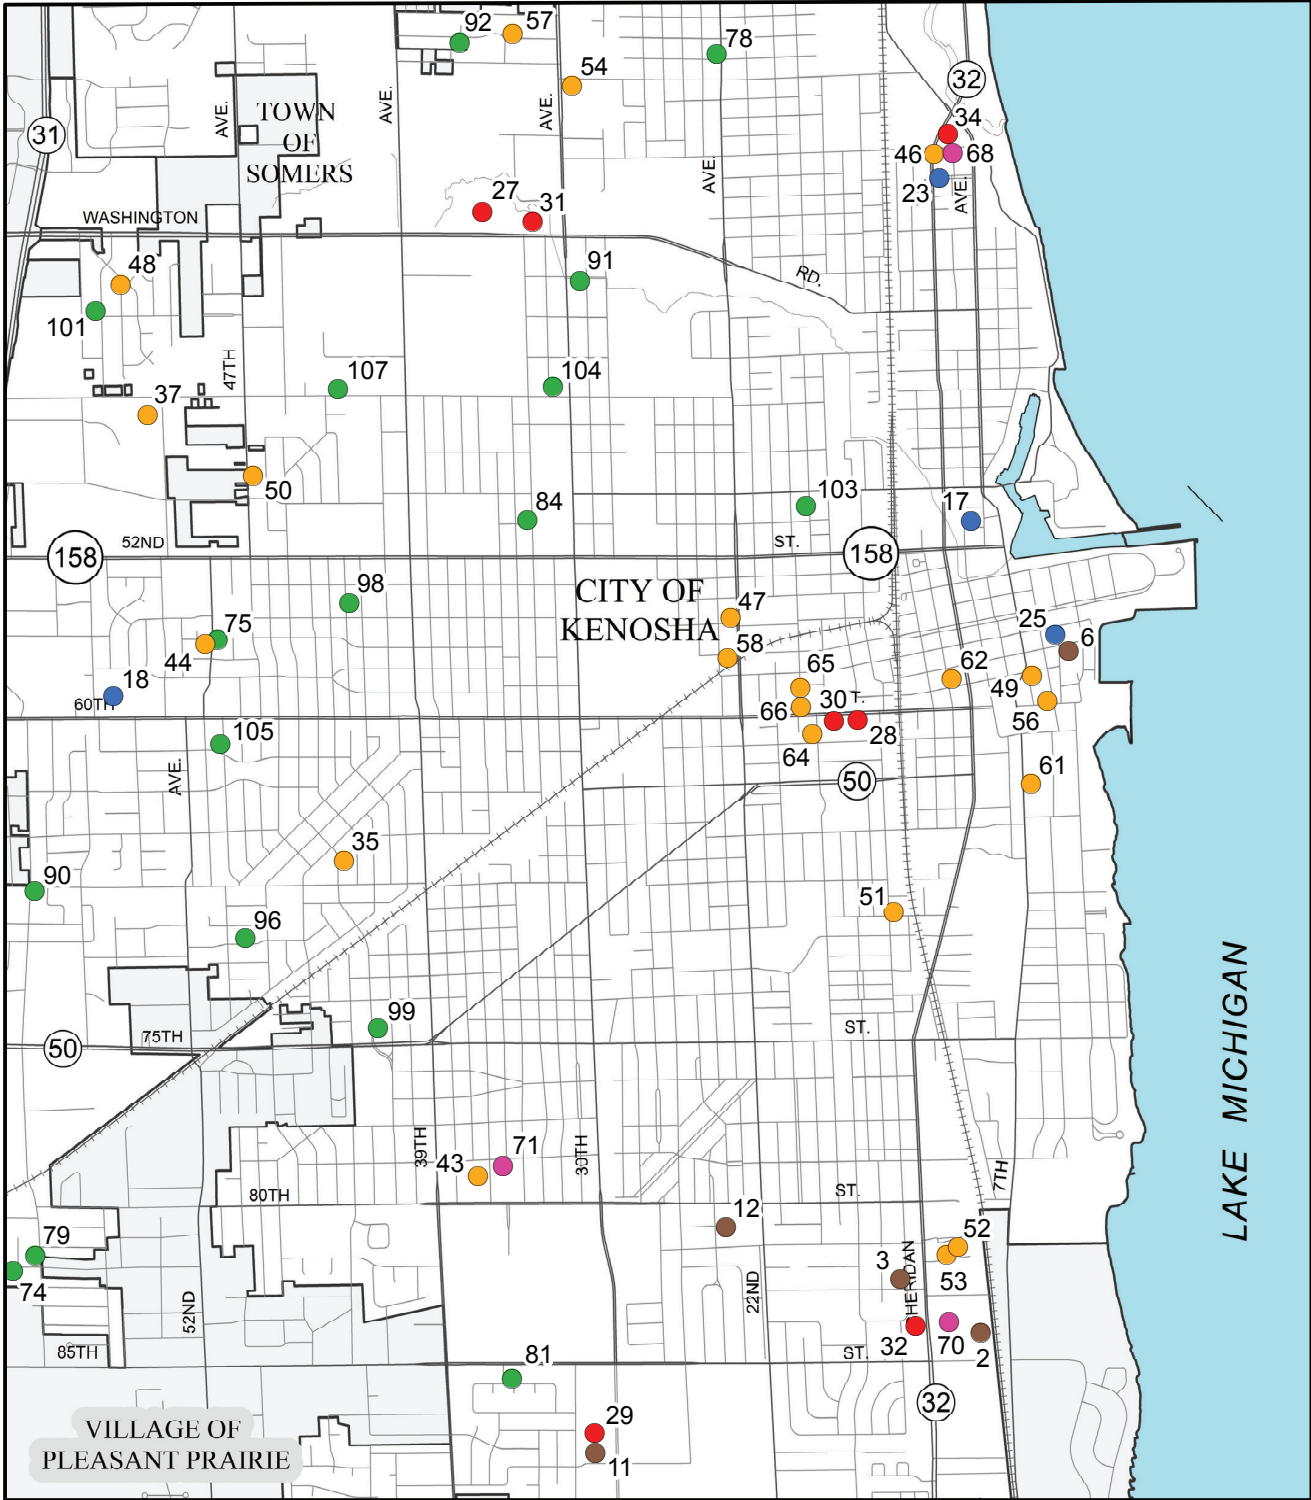 92
57
78
54
32
AVE.
AVE.
AVE.
TOWN
OF
SOMERS
31
34
46
68
AVE.
23
AVE.
27
31
WASHINGTON
48
91
RD.
101
47TH
107
104
37
50
84
103
17
52ND
ST.
158
158
98
CITY OF
KENOSHA
47
25
6
75
44
58
18
65
62
49
60TH
30
T.
66
56
28
105
64
AVE.
50
61
35
90
51
96
LAKE MICHIGAN
99
ST.
75TH
50
39TH
43
71
30TH
7TH
80TH
ST.
12
79
52
3
SHERIDAN
53
74
22ND
52ND
32
70
2
85TH
ST.
81
32
29
11
VILLAGE OF
PLEASANT PRAIRIE